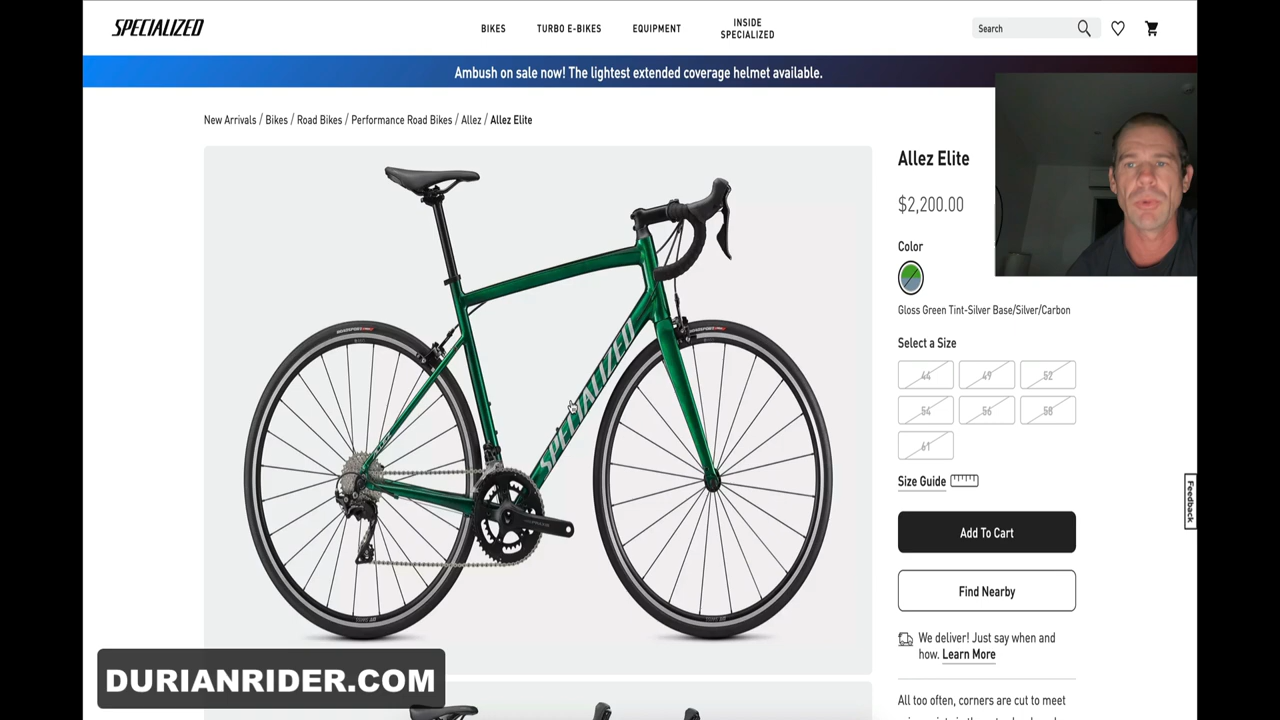 SPECIALIZED
BIKES
TURBO E-BIKES
EQUIPMENT
INSIDE
SPECIALIZED
Search
Ambush on sale now! The lightest extended coverage helmet available.
New Arrivals / Bikes / Road Bikes / Performance Road Bikes / Allez / Allez Elite
Allez Elite
$2,200.00
Color
Gloss Green Tint-Silver Base/Silver/Carbon
Select a Size
44 49 52
54 56 58
61
Size Guide
Add To Cart
Find Nearby
We deliver! Just say when and
how. Learn More
All too often, corners are cut to meet
SPECIALIZED
Feedback
DURIANRIDER.COM